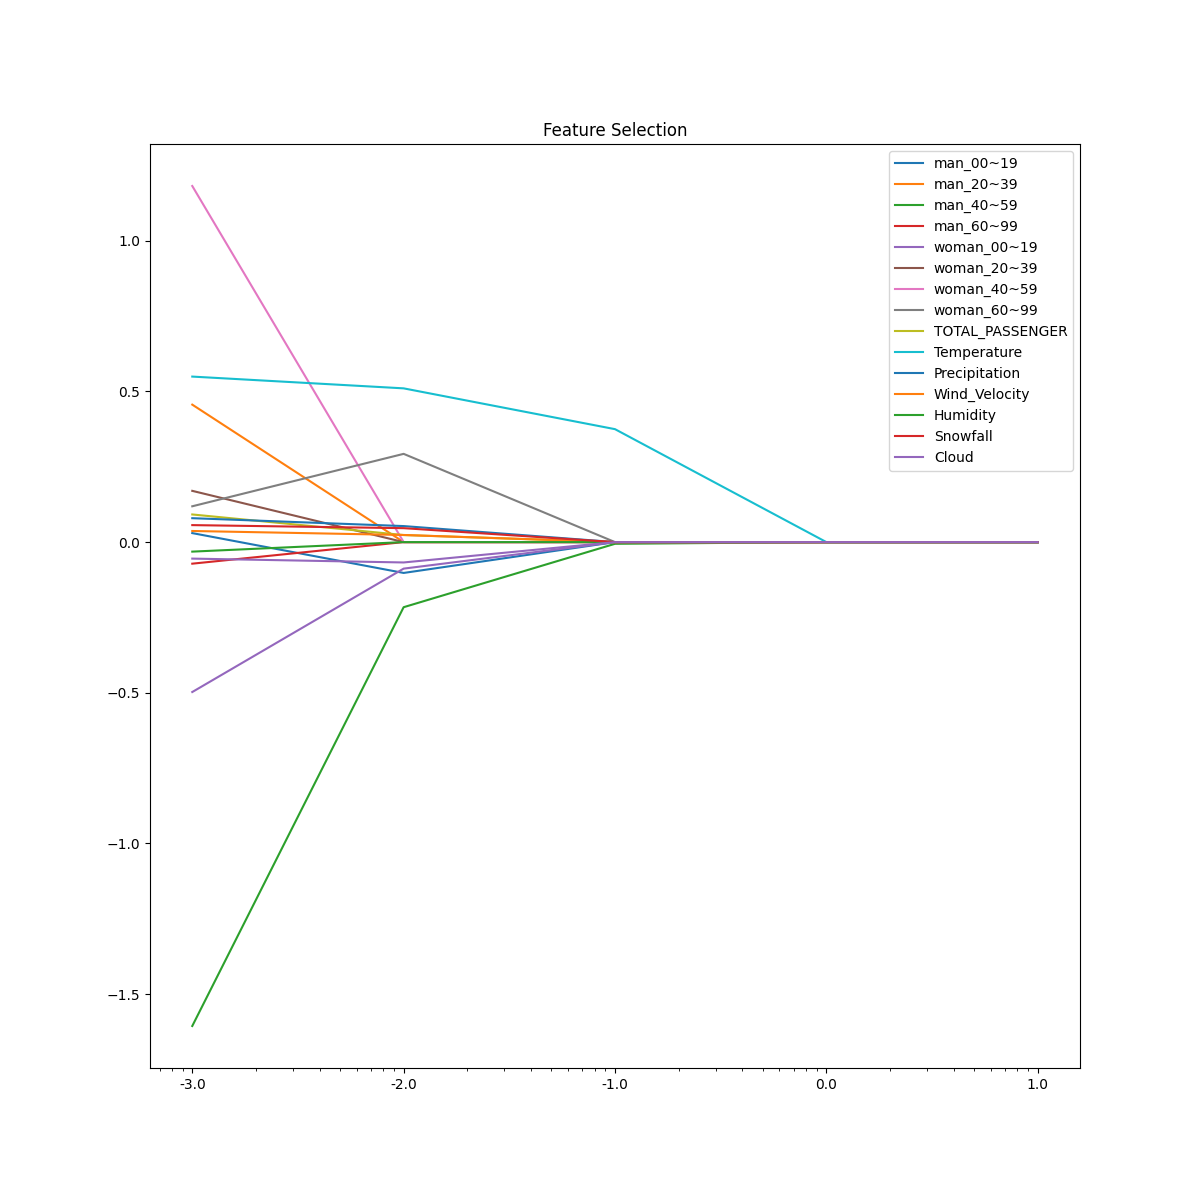 Feature Selection
man_00~19
man_20~39
man_40~59
man_60~99
woman_00~19
woman_20~39
woman_40~59
woman_60~99
TOTAL_PASSENGER
Temperature
Precipitation
Wind_Velocity
Humidity
Snowfall
Cloud
1.0
0.5
0.0
−0.5
−1.0
−1.5
-3.0 -2.0 -1.0 0.0 1.0